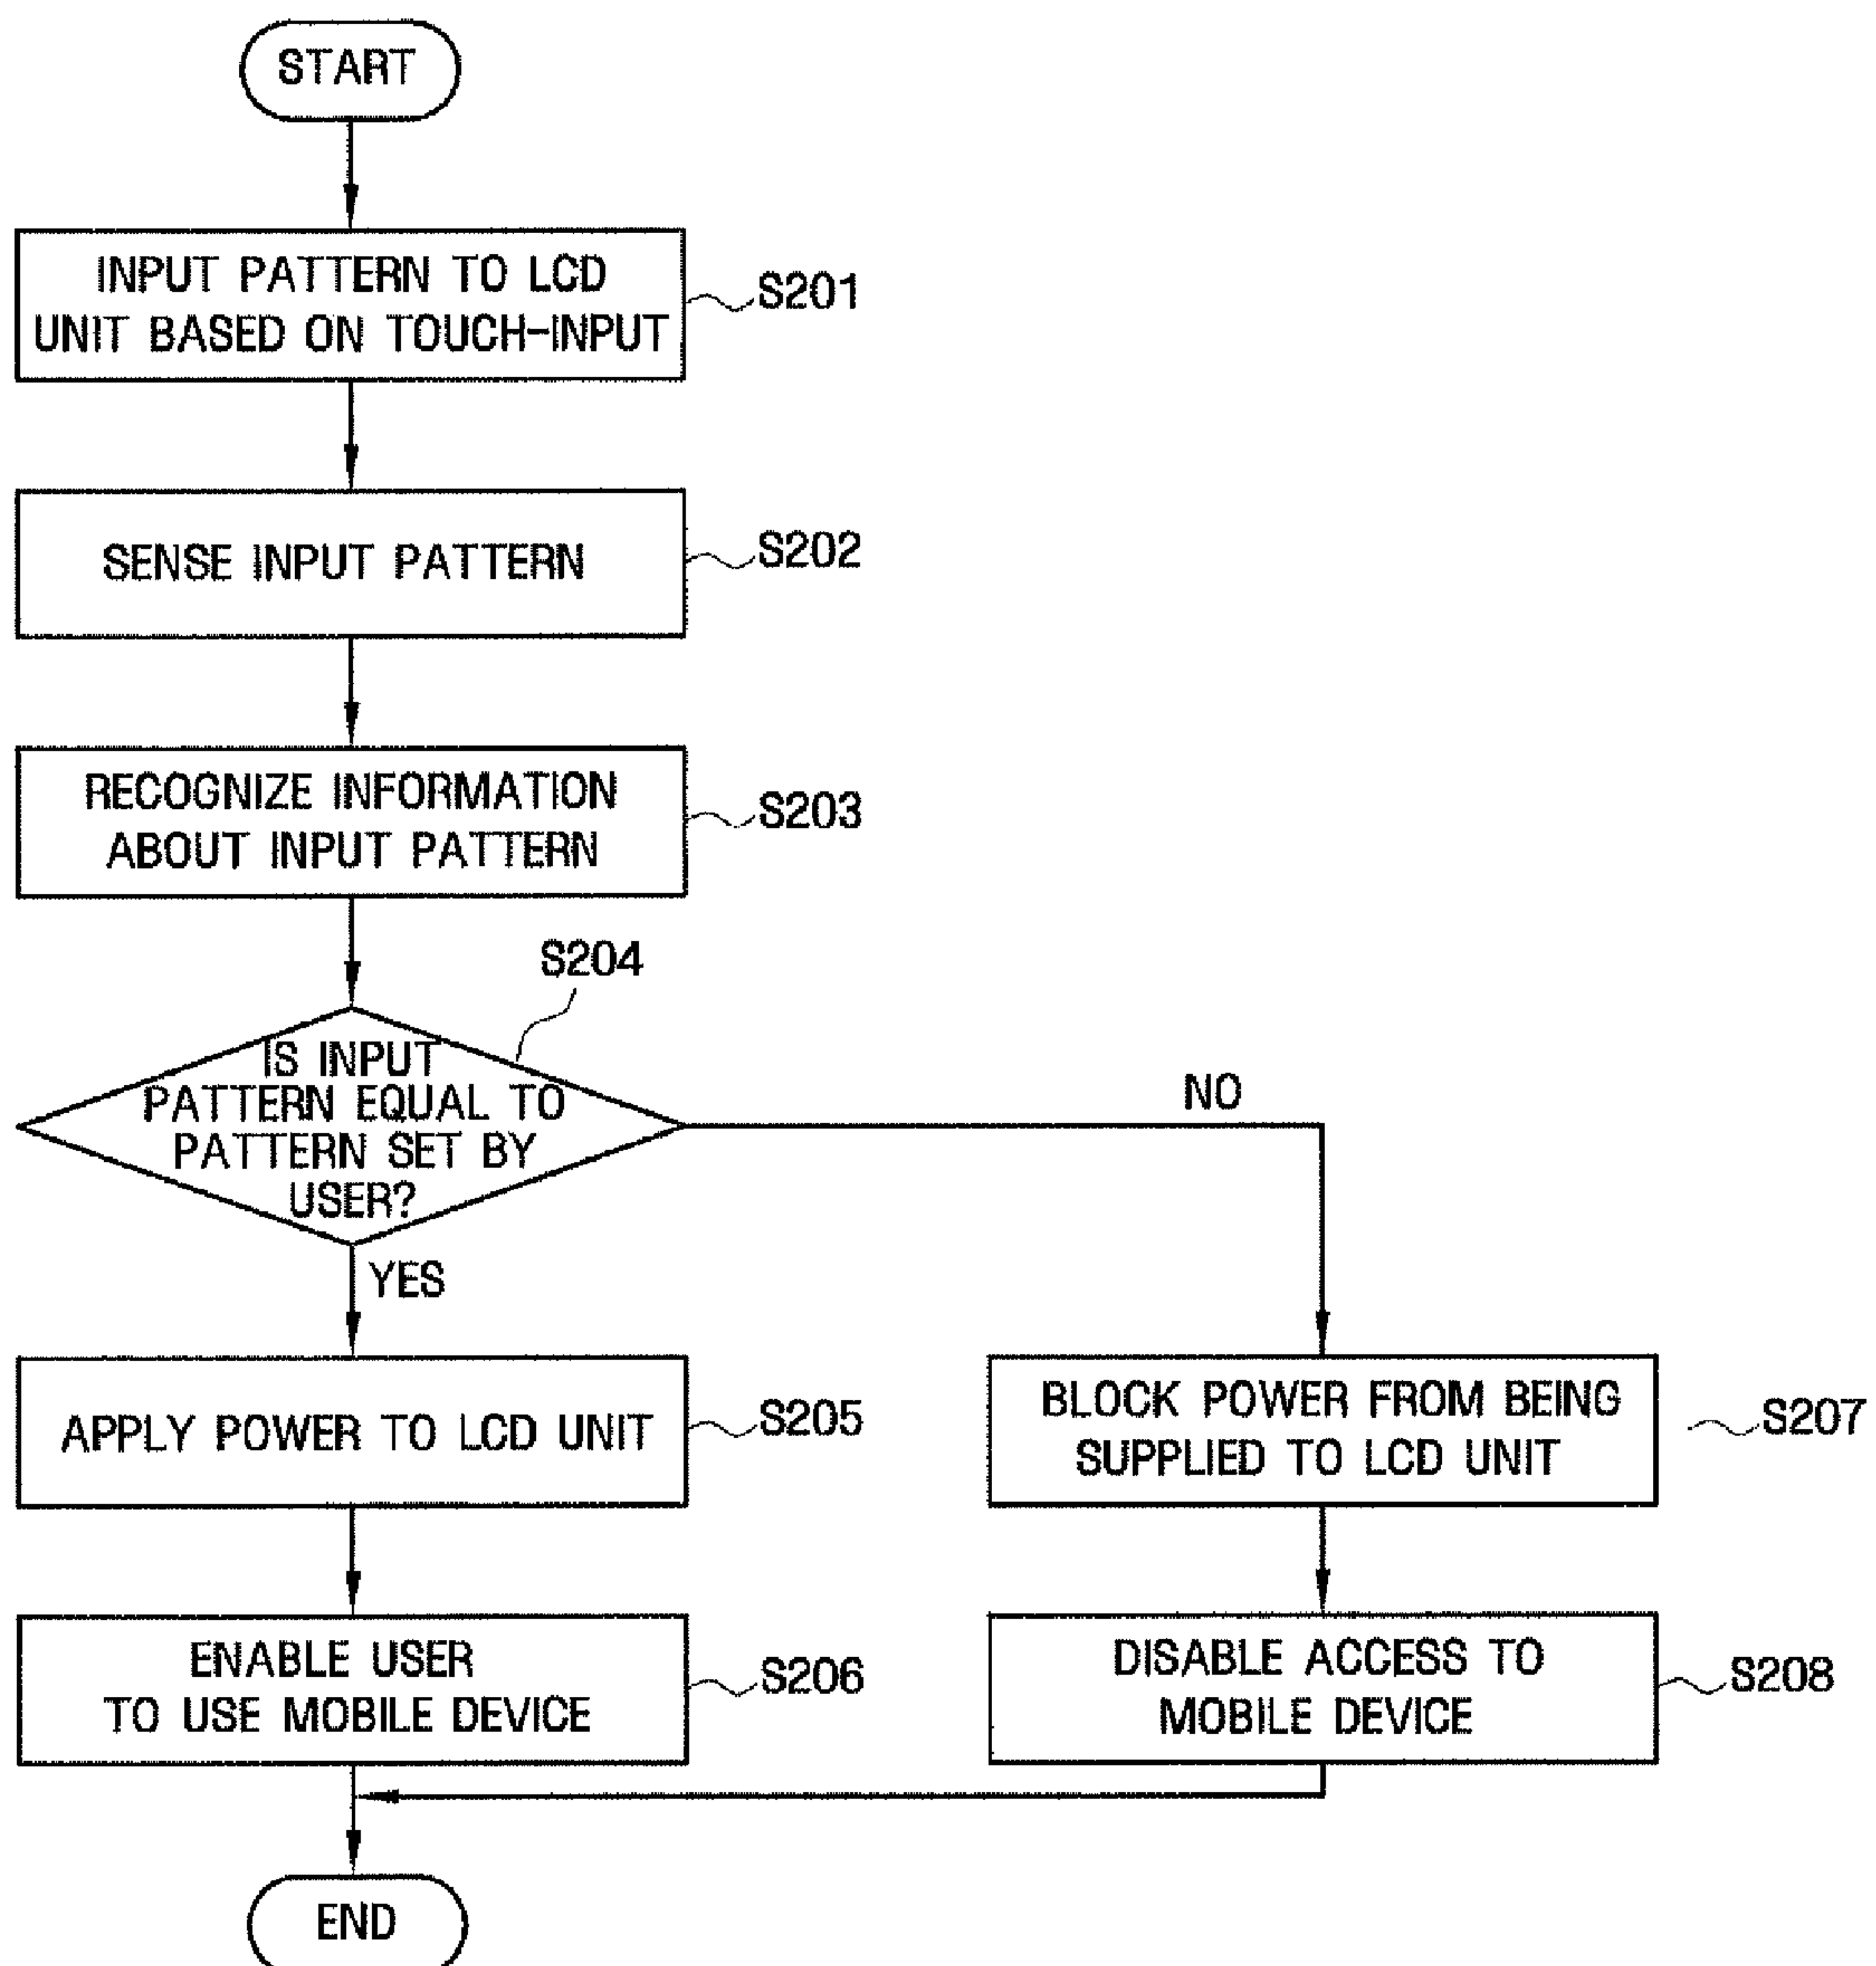 START
INPUT PATTERN TO LCD
UNIT BASED ON TOUCH-INPUT
S201
SENSE INPUT PATTERN
S202
RECOGNIZE INFORMATION
ABOUT INPUT PATTERN
S203
S204
IS INPUT
PATTERN EQUAL TO
PATTERN SET BY
USER?
NO
YES
APPLY POWER TO LCD UNIT
S205
BLOCK POWER FROM BEING
SUPPLIED TO LCD UNIT
S207
ENABLE USER
TO USE MOBILE DEVICE
S206
DISABLE ACCESS TO
MOBILE DEVICE
S208
END